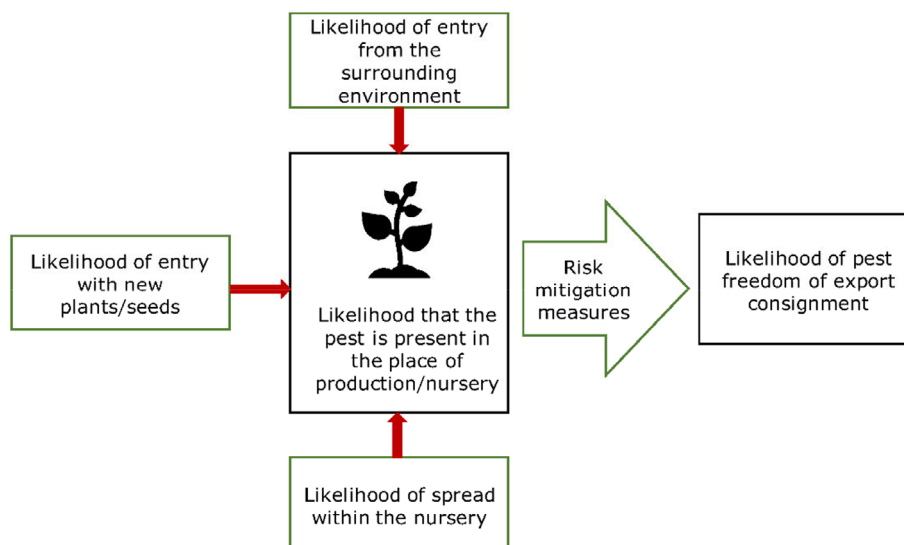 Likelihood of entry
from the
surrounding
environment
Likelihood of entry
with new
plants/seeds
Likelihood that the
pest is present in
the place of
production/nursery
Risk
mitigation
measures
Likelihood of pest
freedom of export
consignment
Likelihood of spread
within the nursery